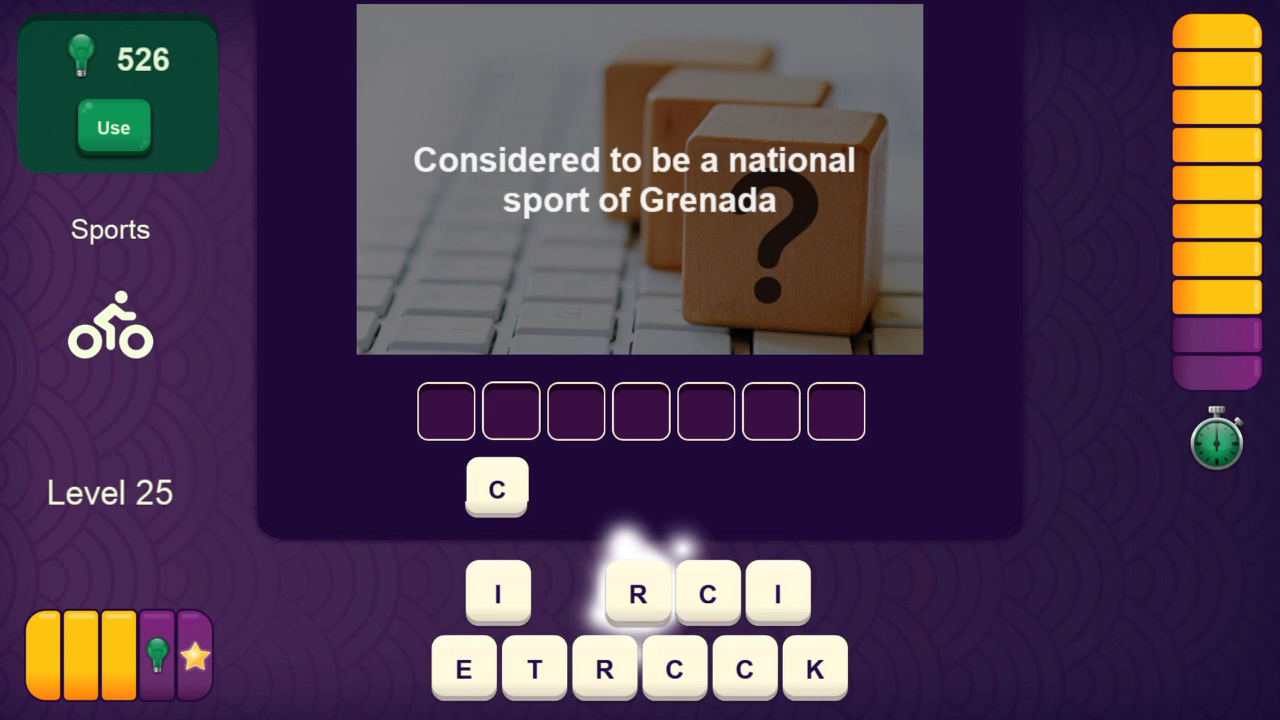 526
Use
Considered to be a national
sport of Grenada
?
Sports
Level 25
C
I R C I
E T R C C K